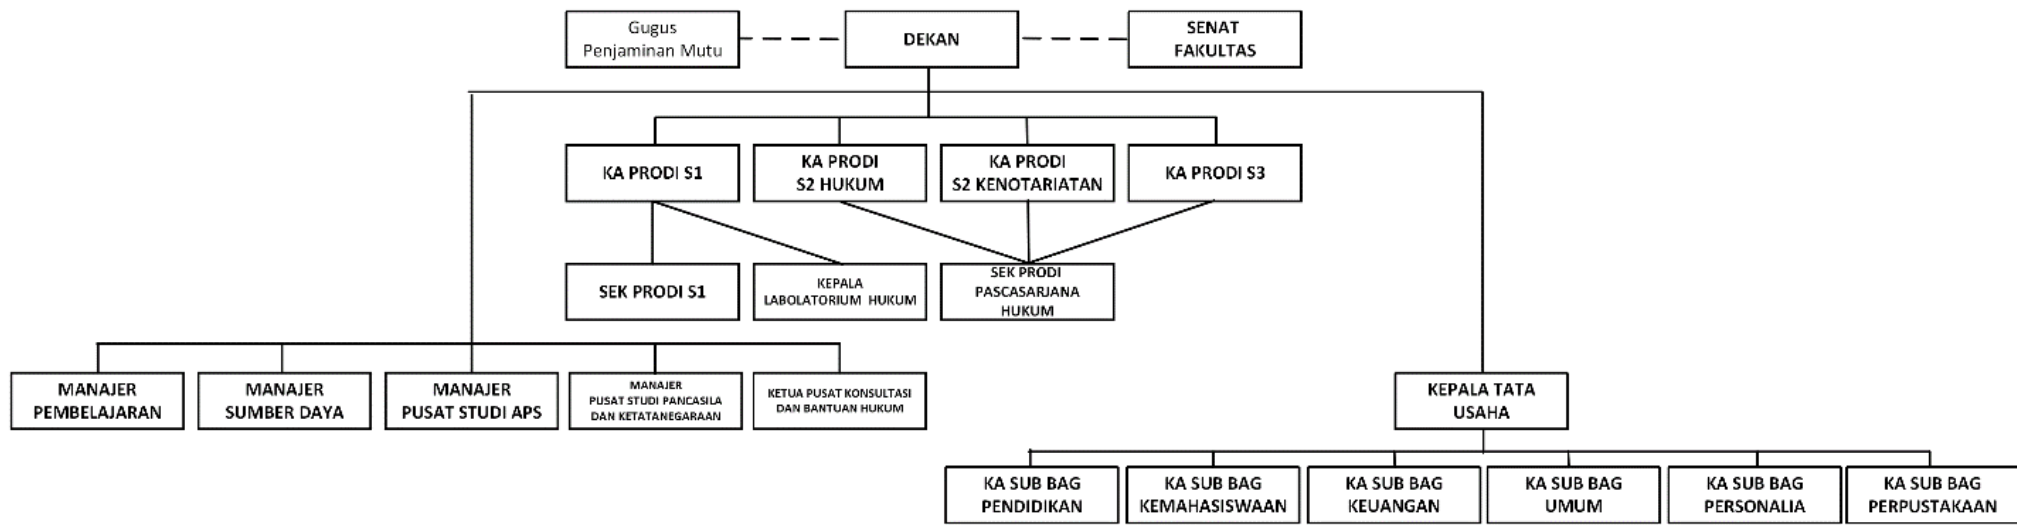 Gugus
Penjaminan Mutu
DEKAN
SENAT
FAKULTAS
KA PRODI S1
KA PRODI
S2 HUKUM
KA PRODI
S2 KENOTARIATAN
KA PRODI S3
SEK PRODI S1
KEPALA
LABOLATORIUM HUKUM
SEK PRODI
PASCASARJANA
HUKUM
MANAJER
PEMBELAJARAN
MANAJER
SUMBER DAYA
MANAJER
PUSAT STUDI APS
MANAJER
PUSAT STUDI PANCASILA
DAN KETATANEGARAAN
KETUA PUSAT KONSULTASI
DAN BANTUAN HUKUM
KEPALA TATA
USAHA
KA SUB BAG
PENDIDIKAN
KA SUB BAG
KEMAHASISWAAN
KA SUB BAG
KEUANGAN
KA SUB BAG
UMUM
KA SUB BAG
PERSONALIA
KA SUB BAG
PERPUSTAKAAN